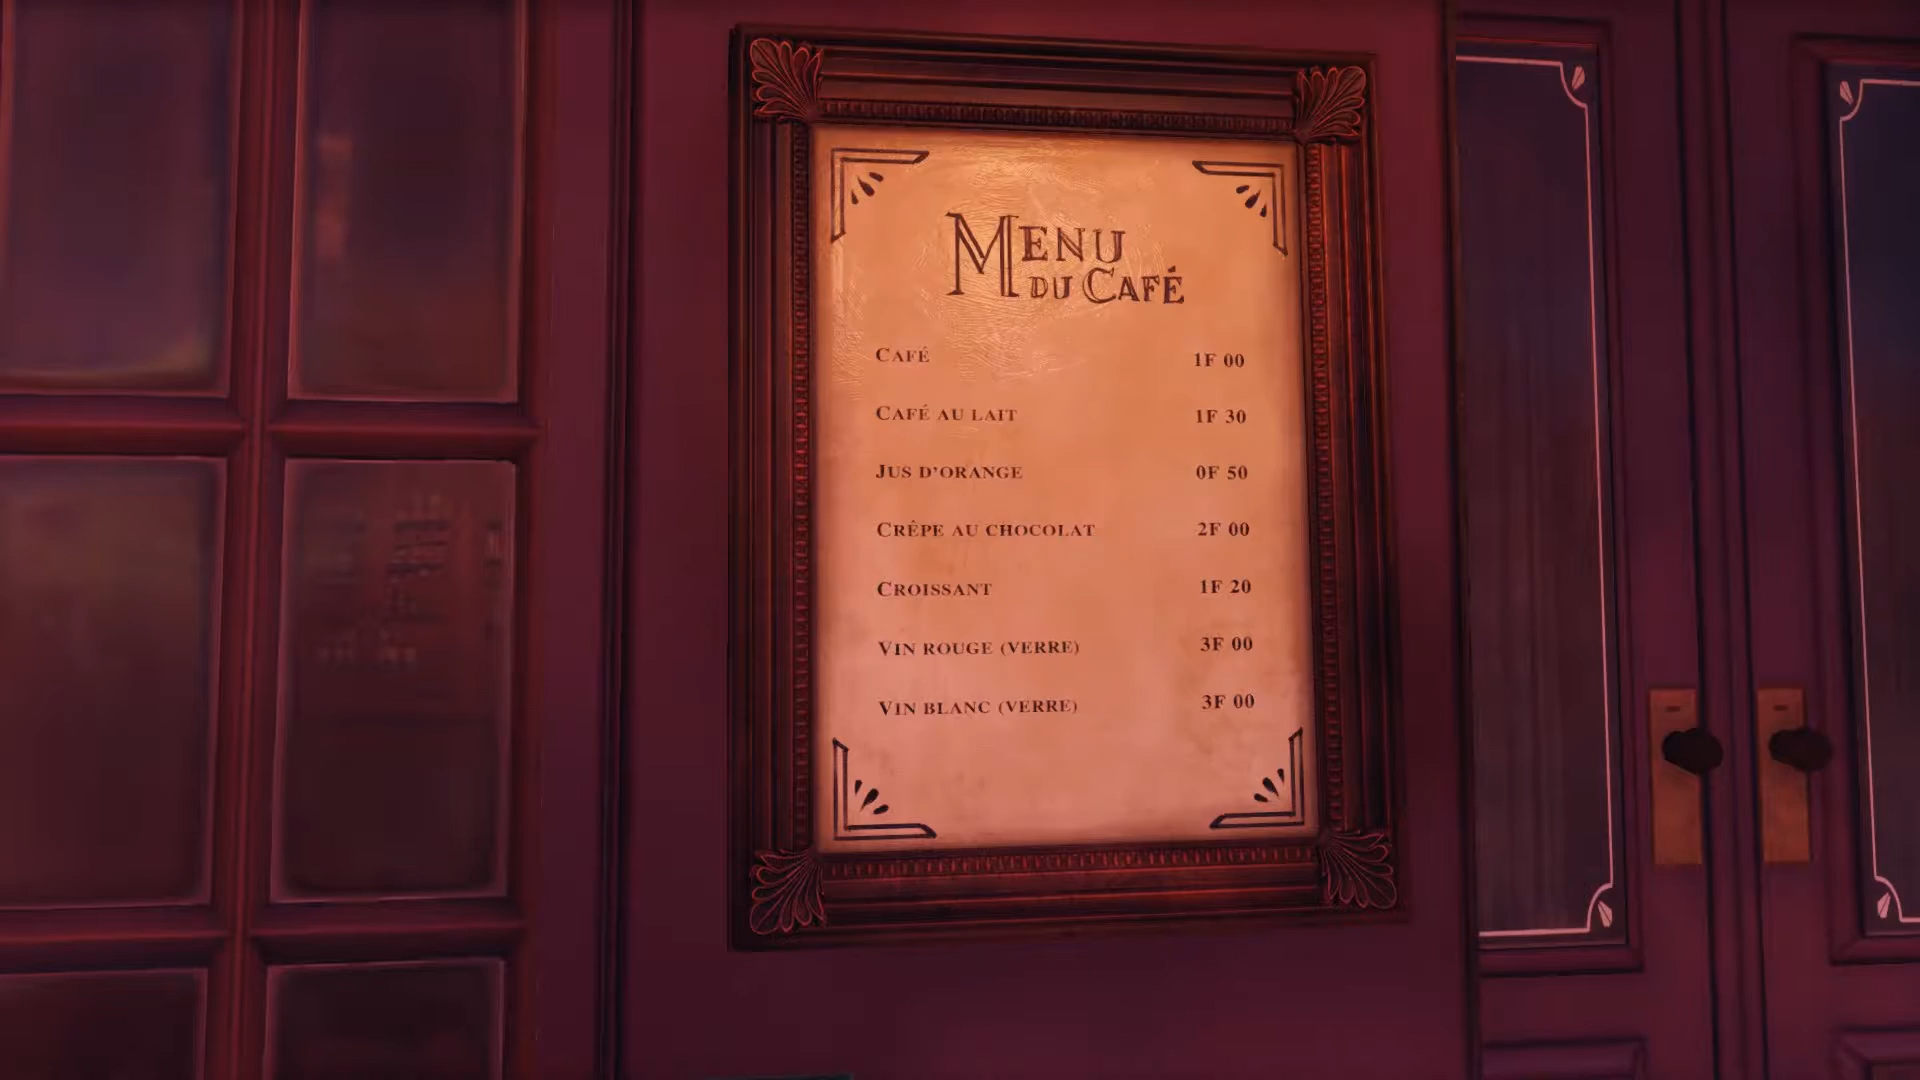 MENU
DU CAFÉ
CAFÉ 1F 00
CAFÉ AU LAIT 1F 30
JUS D'ORANGE 0F 50
CRÊPE AU CHOCOLAT 2F 00
CROISSANT 1F 20
VIN ROUGE (VERRE) 3F 00
VIN BLANC (VERRE) 3F 00